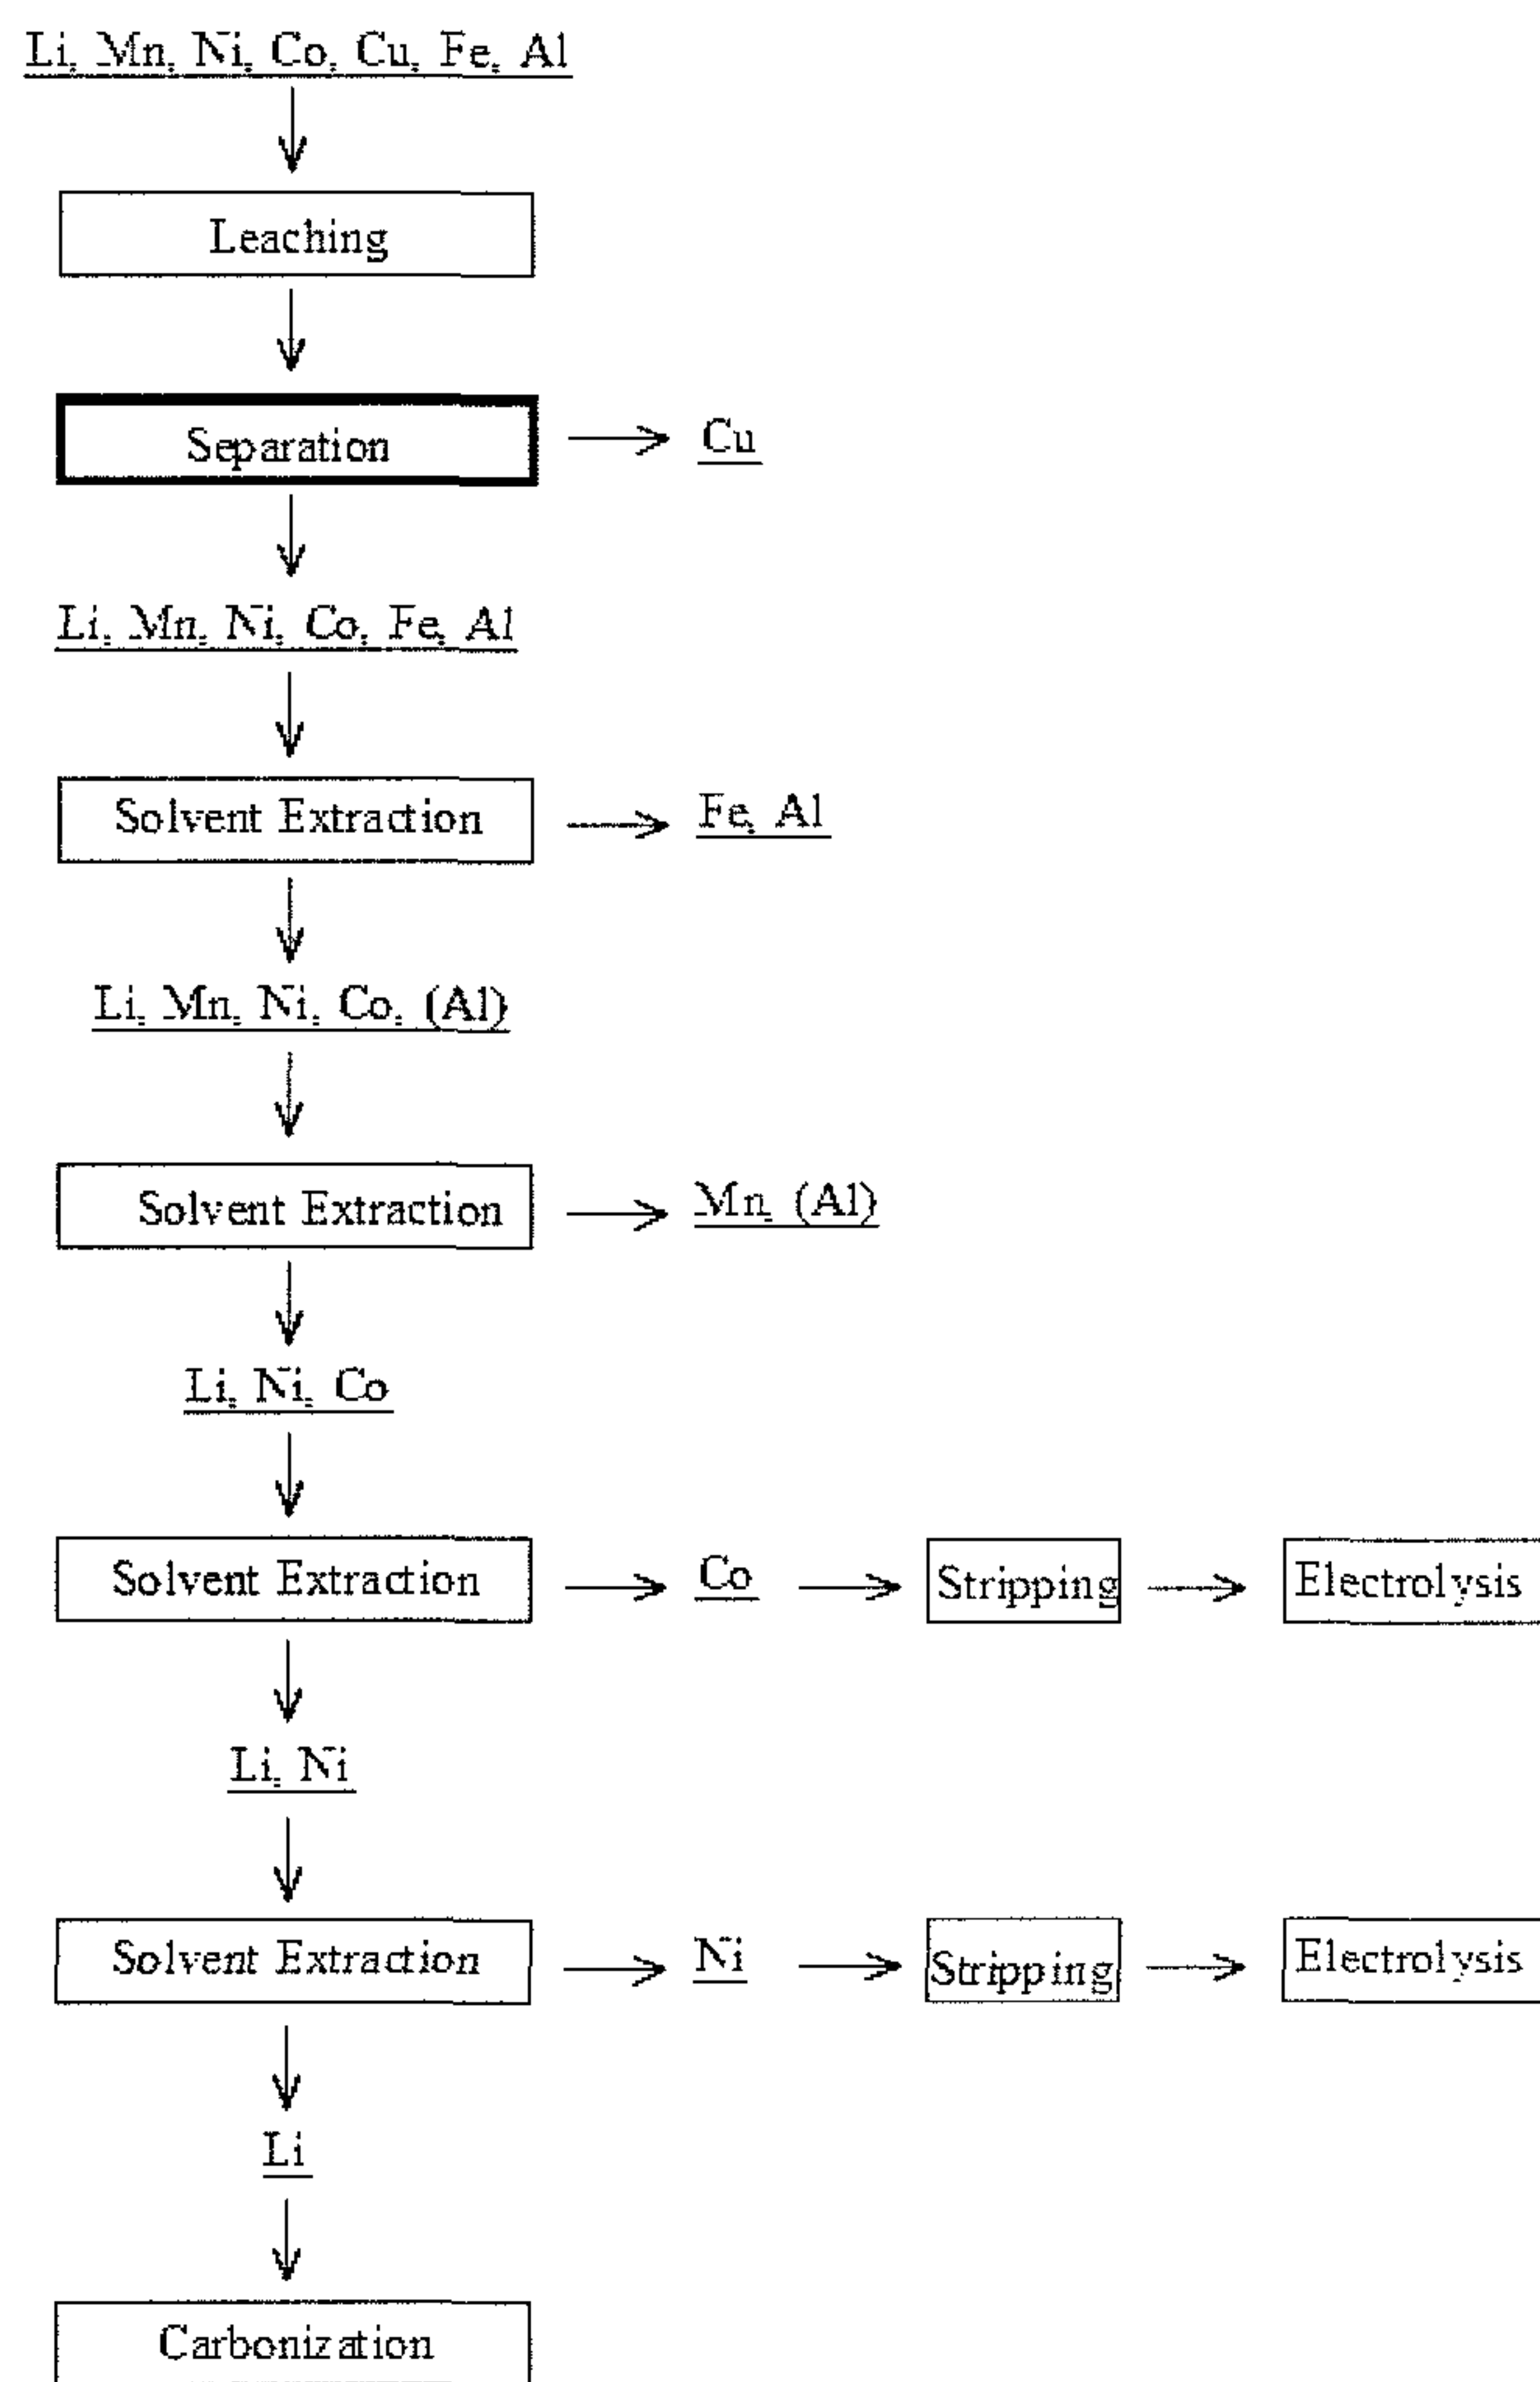 Li, Mn, Ni, Co, Cu, Fe, Al
Leaching
Separation
Cu
Li, Mn, Ni, Co, Fe, Al
Solvent Extraction
Fe, Al
Li, Mn, Ni, Co, (Al)
Solvent Extraction
Mn, (Al)
Li, Ni, Co
Solvent Extraction
Co
Stripping
Electrolysis
Li, Ni
Solvent Extraction
Ni
Stripping
Electrolysis
Li
Carbonization